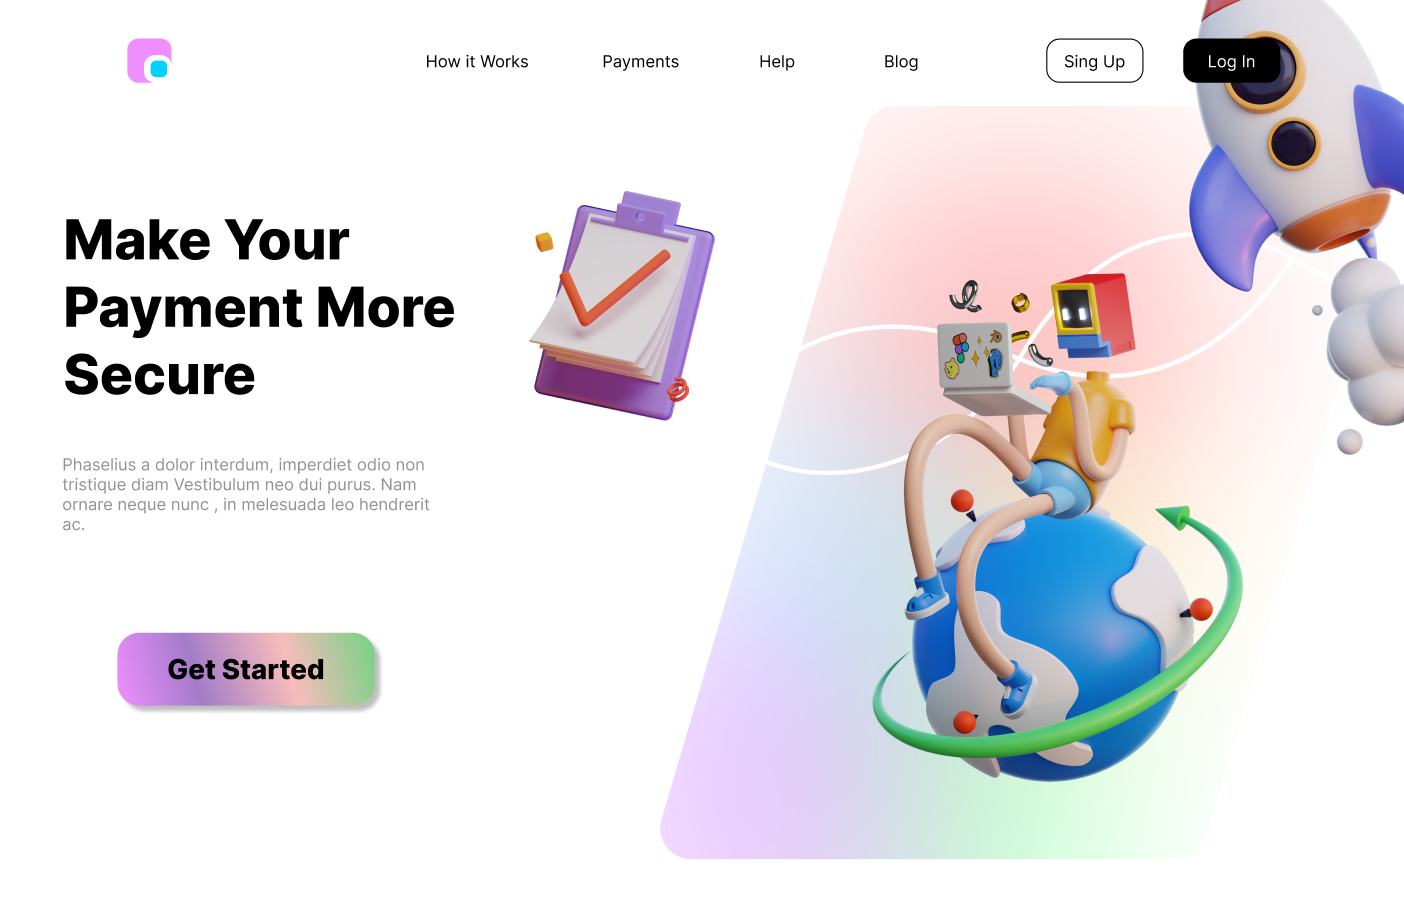 How it Works
Payments
Help
Blog
Sing Up
Log In
Make Your
Payment More
Secure
Phaselius a dolor interdum, imperdiet odio non
tristique diam Vestibulum neo dui purus. Nam
ornare neque nunc , in melesuada leo hendrerit
ac.
Get Started